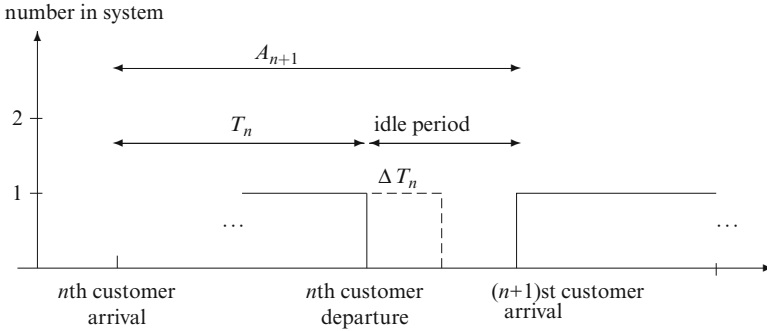 number in system
A_{n+1}
2
T_n
idle period
Δ T_n
1
...
...
nth customer
arrival
nth customer
departure
(n+1)st customer
arrival